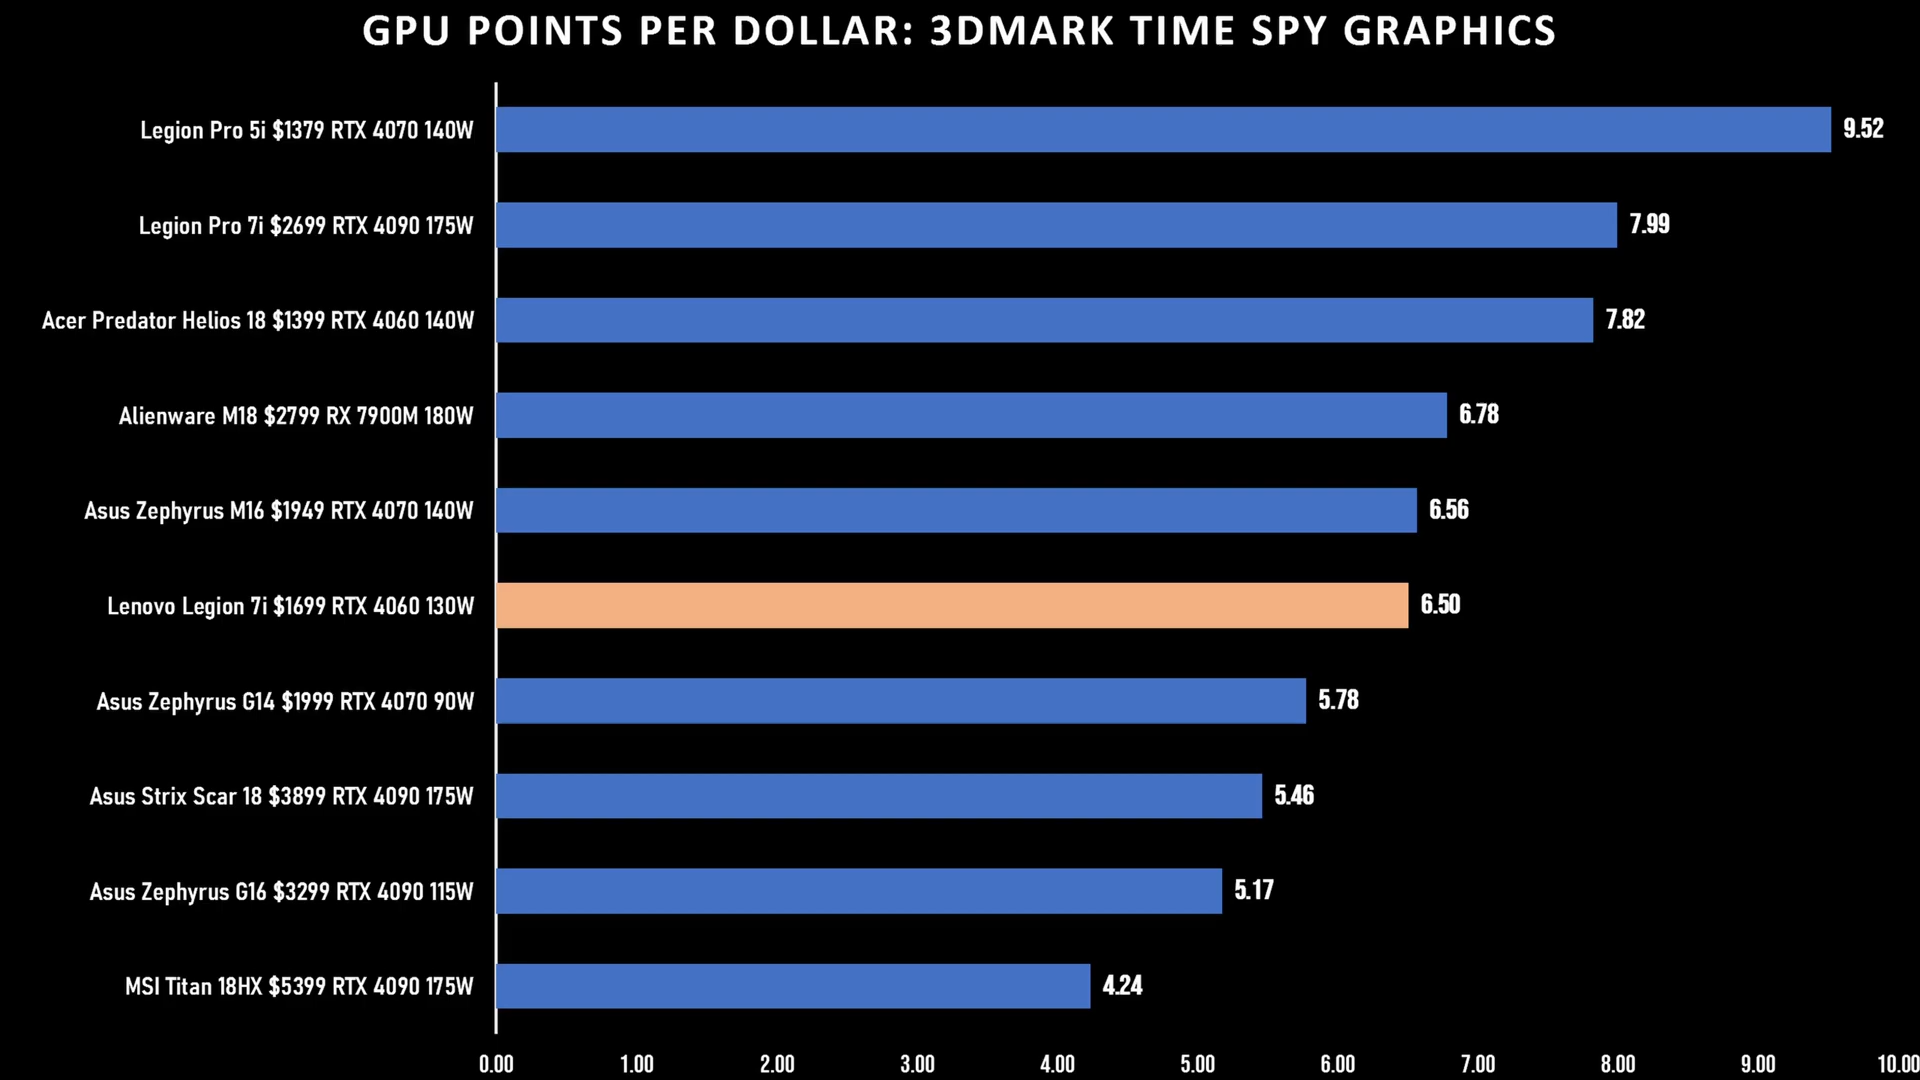 GPU POINTS PER DOLLAR: 3DMARK TIME SPY GRAPHICS
Legion Pro 5i $1379 RTX 4070 140W 9.52
Legion Pro 7i $2699 RTX 4090 175W 7.99
Acer Predator Helios 18 $1399 RTX 4060 140W 7.82
Alienware M18 $2799 RX 7900M 180W 6.78
Asus Zephyrus M16 $1949 RTX 4070 140W 6.56
Lenovo Legion 7i $1699 RTX 4060 130W 6.50
Asus Zephyrus G14 $1999 RTX 4070 90W 5.78
Asus Strix Scar 18 $3899 RTX 4090 175W 5.46
Asus Zephyrus G16 $3299 RTX 4090 115W 5.17
MSI Titan 18HX $5399 RTX 4090 175W 4.24
0.00 1.00 2.00 3.00 4.00 5.00 6.00 7.00 8.00 9.00 10.00